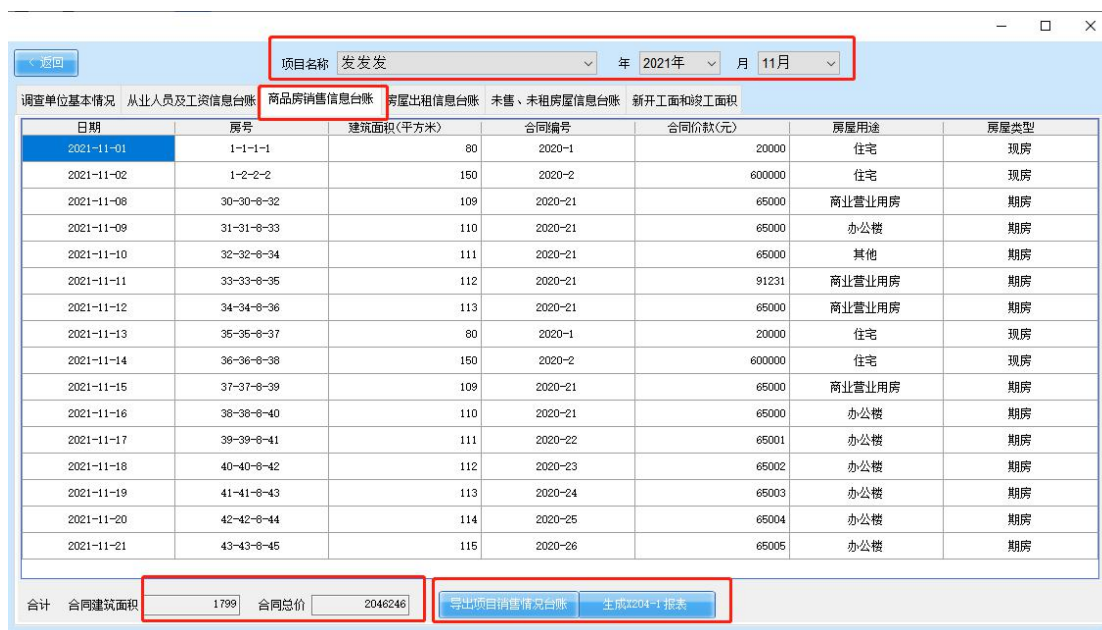 < 返回 项目名称 发发发 年 2021年 月 11月
调查单位基本情况 从业人员及工资信息台账 商品房销售信息台账 房屋出租信息台账 未售、未租房屋信息台账 新开工面和竣工面积
日期 房号 建筑面积(平方米) 合同编号 合同价款(元) 房屋用途 房屋类型
2021-11-01 1-1-1-1 80 2020-1 20000 住宅 现房
2021-11-02 1-2-2-2 150 2020-2 600000 住宅 现房
2021-11-08 30-30-8-32 109 2020-21 65000 商业营业用房 期房
2021-11-09 31-31-8-33 110 2020-21 65000 办公楼 期房
2021-11-10 32-32-8-34 111 2020-21 65000 其他 期房
2021-11-11 33-33-8-35 112 2020-21 91231 商业营业用房 期房
2021-11-12 34-34-8-36 113 2020-21 65000 商业营业用房 期房
2021-11-13 35-35-8-37 80 2020-1 20000 住宅 现房
2021-11-14 36-36-8-38 150 2020-2 600000 住宅 现房
2021-11-15 37-37-8-39 109 2020-21 65000 商业营业用房 期房
2021-11-16 38-38-8-40 110 2020-21 65000 办公楼 期房
2021-11-17 39-39-8-41 111 2020-22 65001 办公楼 期房
2021-11-18 40-40-8-42 112 2020-23 65002 办公楼 期房
2021-11-19 41-41-8-43 113 2020-24 65003 办公楼 期房
2021-11-20 42-42-8-44 114 2020-25 65004 办公楼 期房
2021-11-21 43-43-8-45 115 2020-26 65005 办公楼 期房
合计 合同建筑面积 1799 合同总价 2046246 导出项目销售情况台账 生成X204-1报表